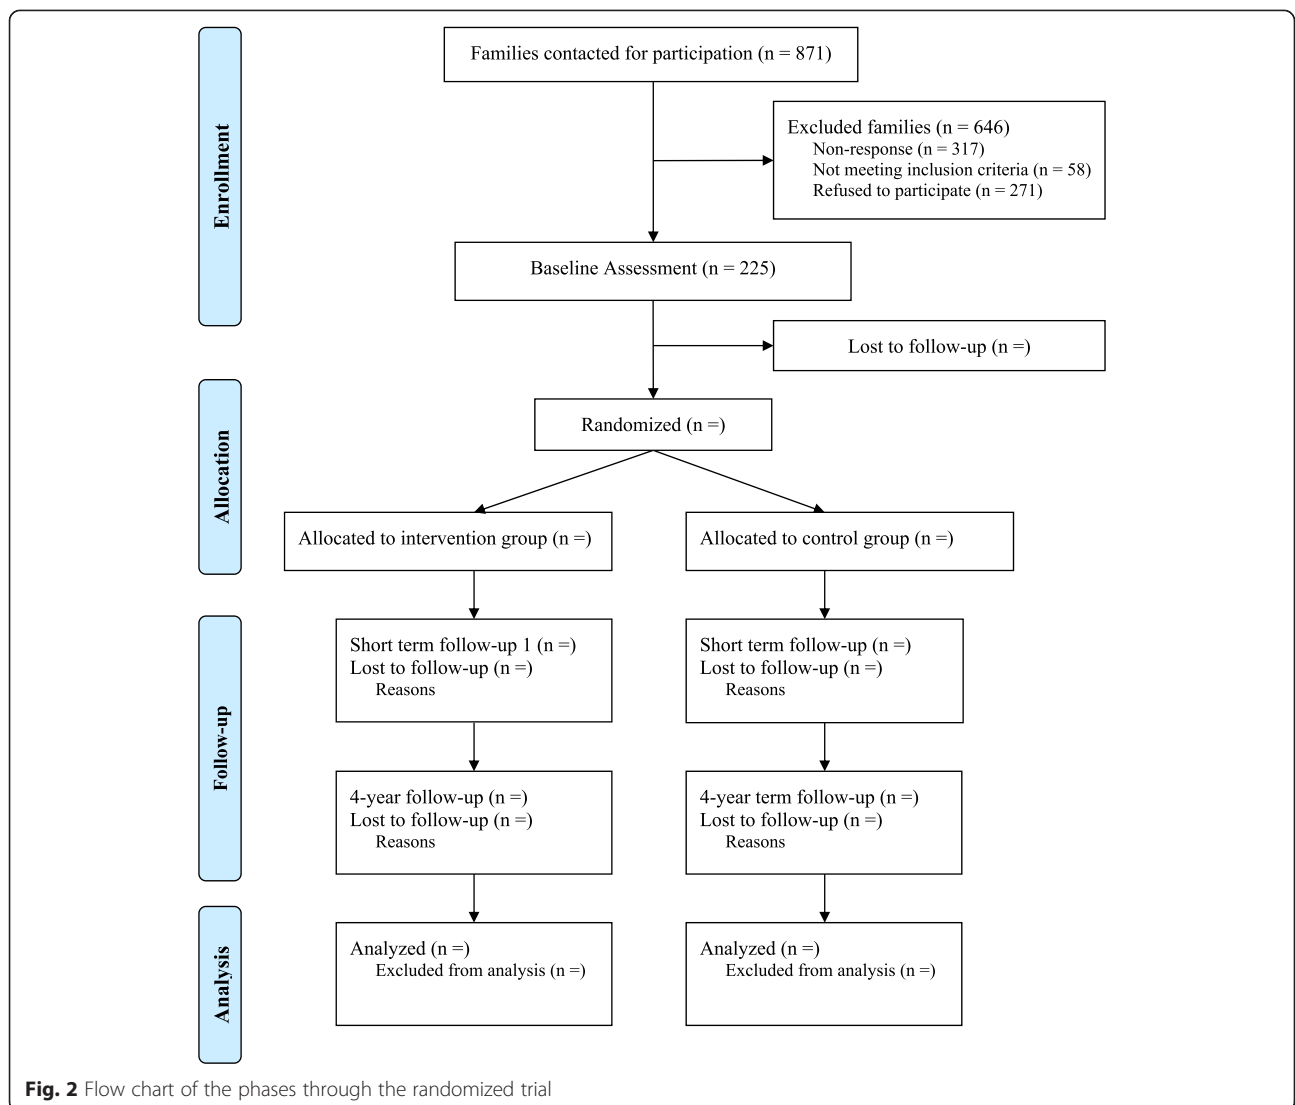 Enrollment
Families contacted for participation (n = 871)
Excluded families (n = 646)
Non-response (n = 317)
Not meeting inclusion criteria (n = 58)
Refused to participate (n = 271)
Baseline Assessment (n = 225)
Lost to follow-up (n =)
Allocation
Randomized (n =)
Allocated to intervention group (n =)
Allocated to control group (n =)
Follow-up
Short term follow-up 1 (n =)
Lost to follow-up (n =)
Reasons
Short term follow-up (n =)
Lost to follow-up (n =)
Reasons
4-year follow-up (n =)
Lost to follow-up (n =)
Reasons
4-year term follow-up (n =)
Lost to follow-up (n =)
Reasons
Analysis
Analyzed (n =)
Excluded from analysis (n =)
Analyzed (n =)
Excluded from analysis (n =)
Fig. 2 Flow chart of the phases through the randomized trial